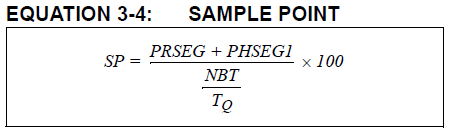 EQUATION 3-4: SAMPLE POINT
PRSEG + PHSEG1
SP = × 100
NBT
TQ